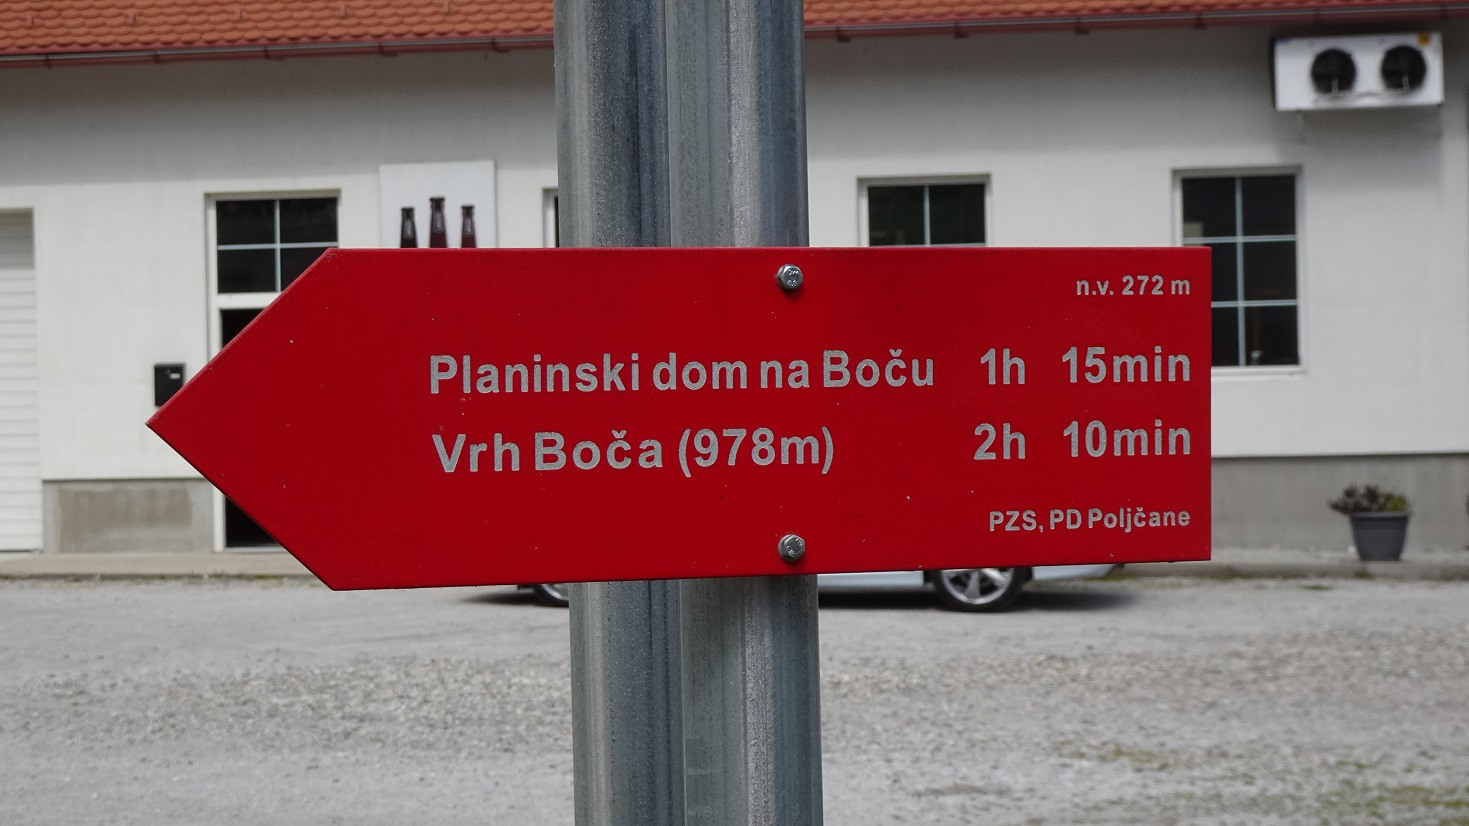 n.v. 272 m
Planinski dom na Boču 1h 15min
Vrh Boča (978m) 2h 10min
PZS, PD Poljčane